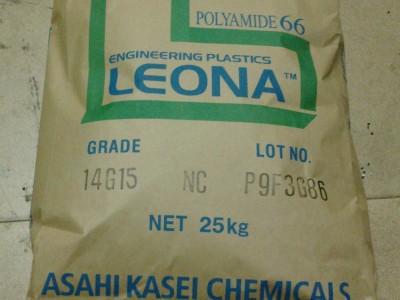 POLYAMIDE 66
ENGINEERING PLASTICS
LEONA™
GRADE LOT NO.
14G15 NC P9F3G86
NET 25kg
ASAHI KASEI CHEMICALS